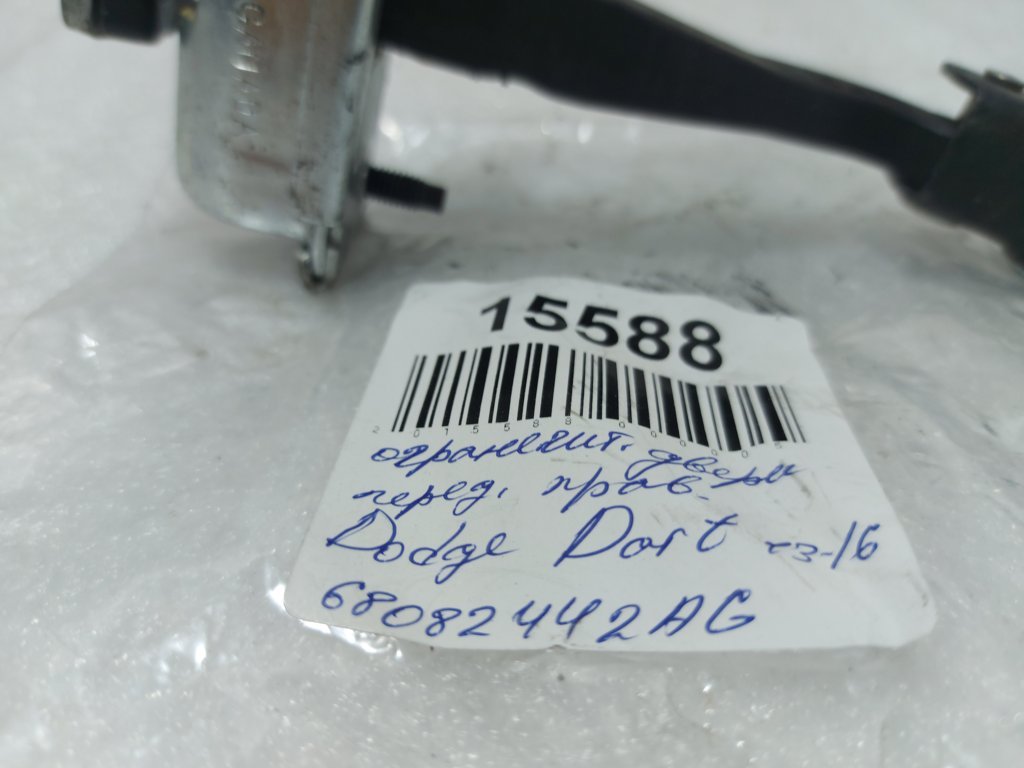 15588
ограничит. двери
перед. прав.
Dodge Dart 13-16
68082442AG